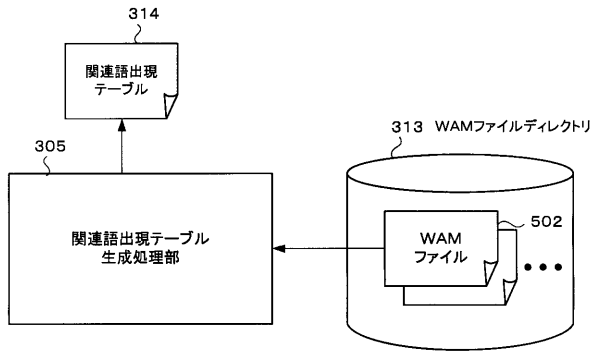 314
関連語出現
テーブル
305
関連語出現テーブル
生成処理部
313 WAMファイルディレクトリ
502
WAM
ファイル
•••